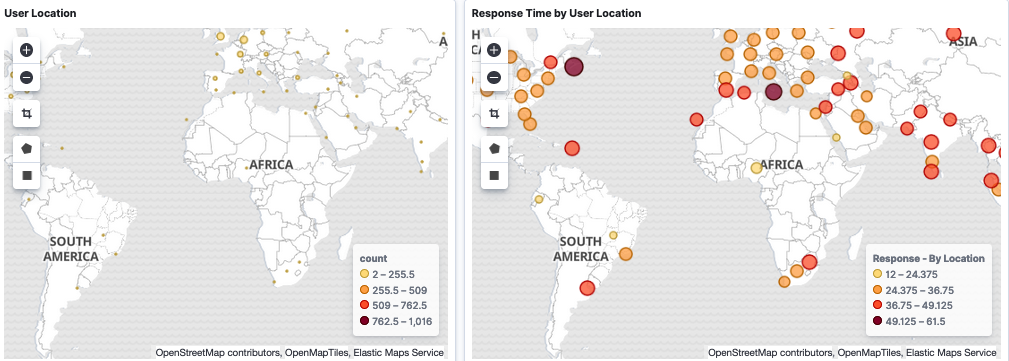 User Location
A
AFRICA
SOUTH
AMERICA
count
2 – 255.5
255.5 – 509
509 – 762.5
762.5 – 1,016
OpenStreetMap contributors, OpenMapTiles, Elastic Maps Service
Response Time by User Location
ASIA
AFRICA
SOUTH
AMERICA
Response - By Location
12 – 24.375
24.375 – 36.75
36.75 – 49.125
49.125 – 61.5
OpenStreetMap contributors, OpenMapTiles, Elastic Maps Service